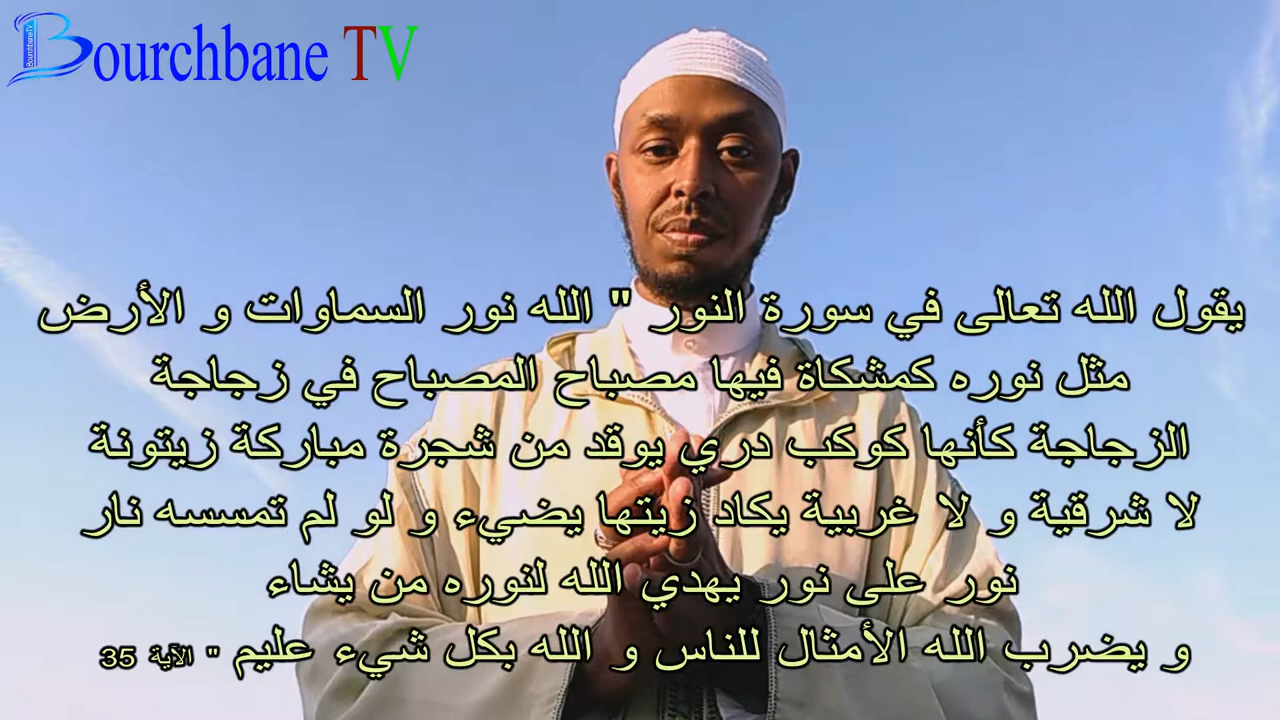 Bourchbane TV
يقول الله تعالى في سورة النور " الله نور السماوات و الأرض
مثل نوره كمشكاة فيها مصباح المصباح في زجاجة
الزجاجة كأنها كوكب دري يوقد من شجرة مباركة زيتونة
لا شرقية و لا غربية يكاد زيتها يضيء و لو لم تمسسه نار
نور على نور يهدي الله لنوره من يشاء
و يضرب الله الأمثال للناس و الله بكل شيء عليم " الآية 35